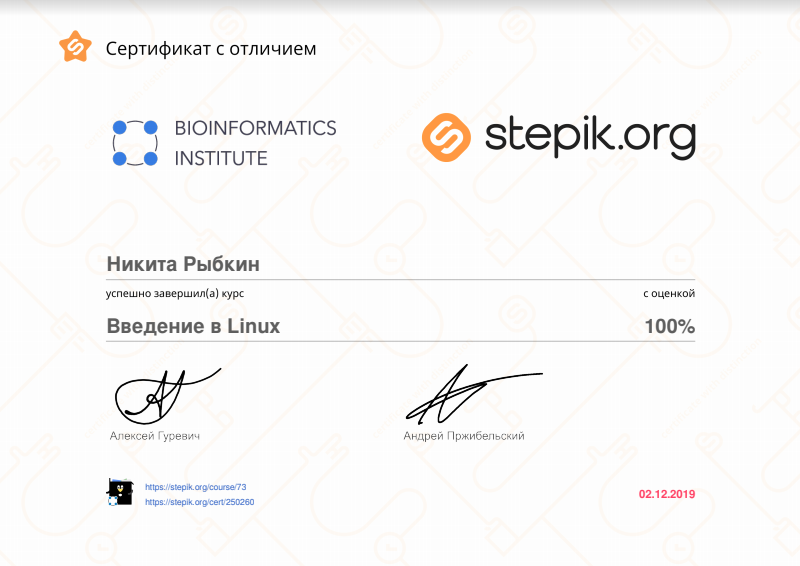 Сертификат с отличием
BIOINFORMATICS
INSTITUTE
stepik.org
Никита Рыбкин
успешно завершил(а) курс
с оценкой
Введение в Linux
100%
Алексей Гуревич
Андрей Пржибельский
https://stepik.org/course/73
https://stepik.org/cert/250260
02.12.2019